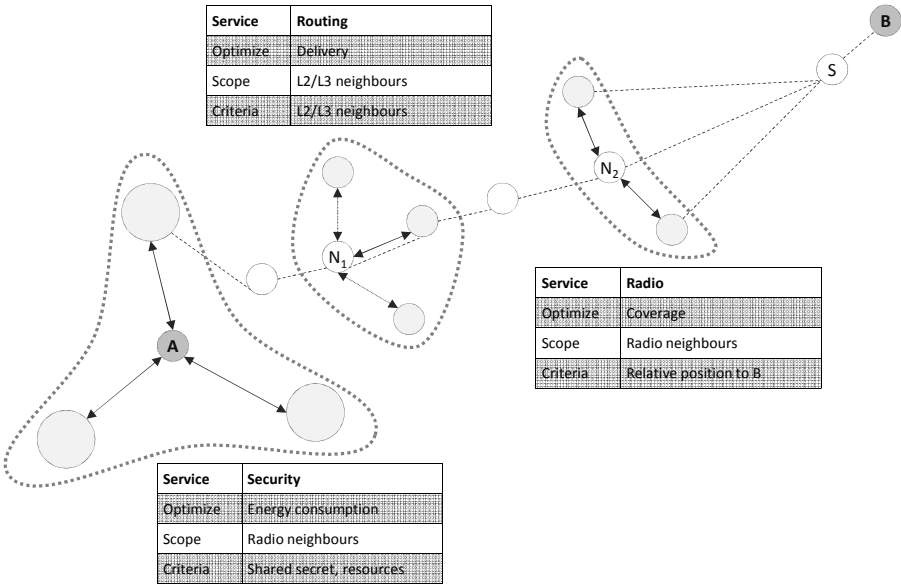 Service Routing
Optimize Delivery
Scope L2/L3 neighbours
Criteria L2/L3 neighbours
B
S
N2
N1
A
Service Radio
Optimize Coverage
Scope Radio neighbours
Criteria Relative position to B
Service Security
Optimize Energy consumption
Scope Radio neighbours
Criteria Shared secret, resources